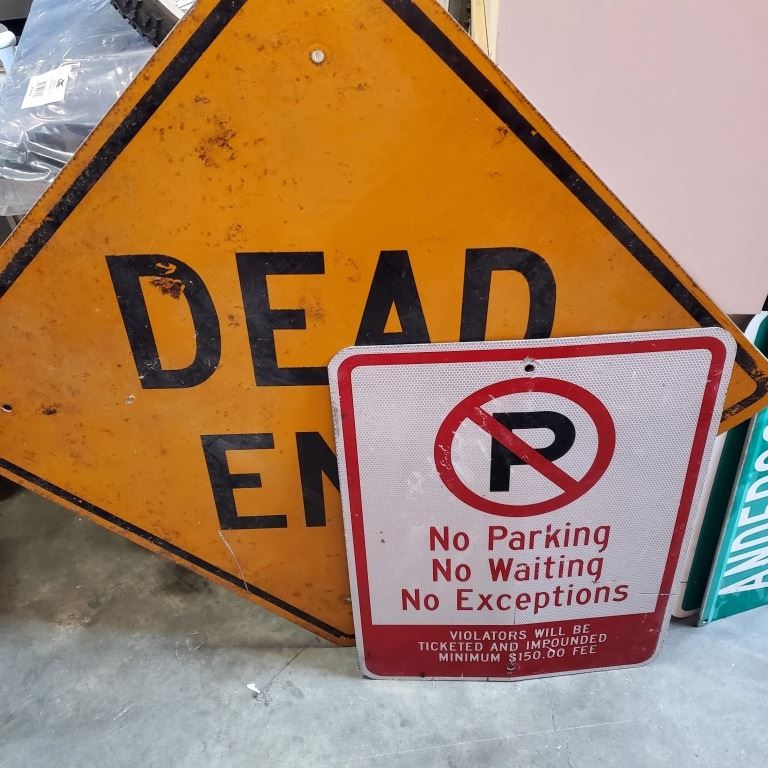 DEAD
EN
P
No Parking
No Waiting
No Exceptions
VIOLATORS WILL BE
TICKETED AND IMPOUNDED
MINIMUM $150.00 FEE